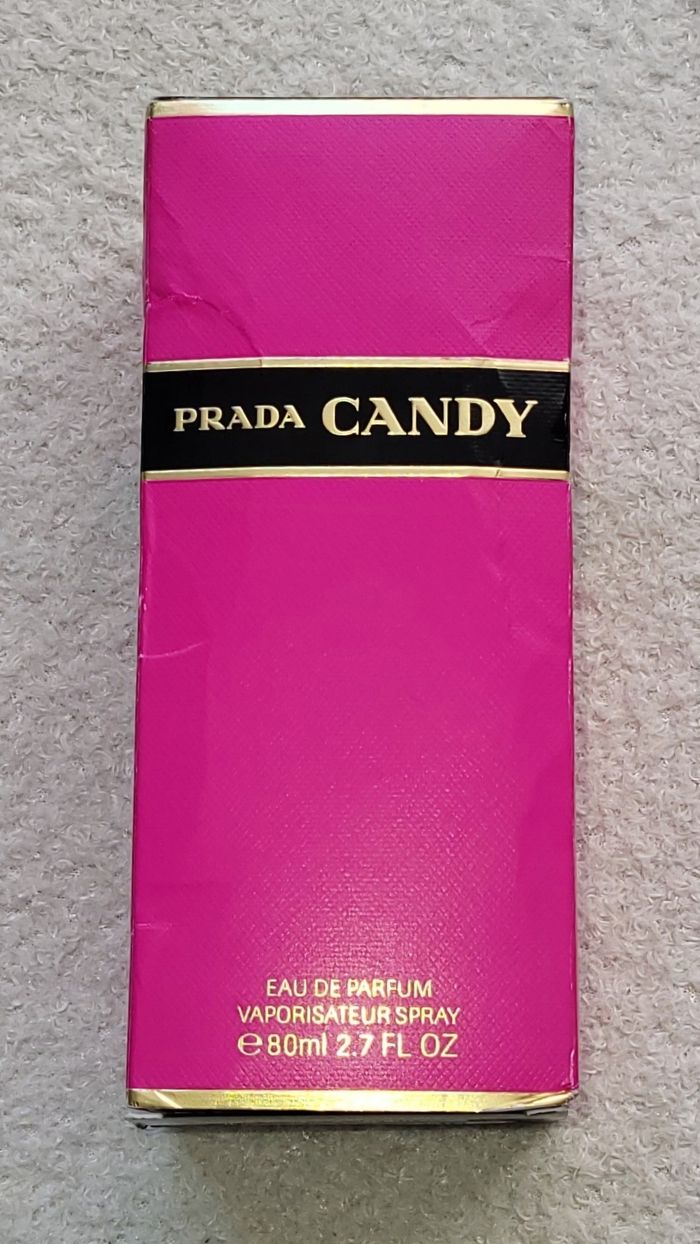 PRADA CANDY
EAU DE PARFUM
VAPORISATEUR SPRAY
℮80ml 2.7 FL OZ